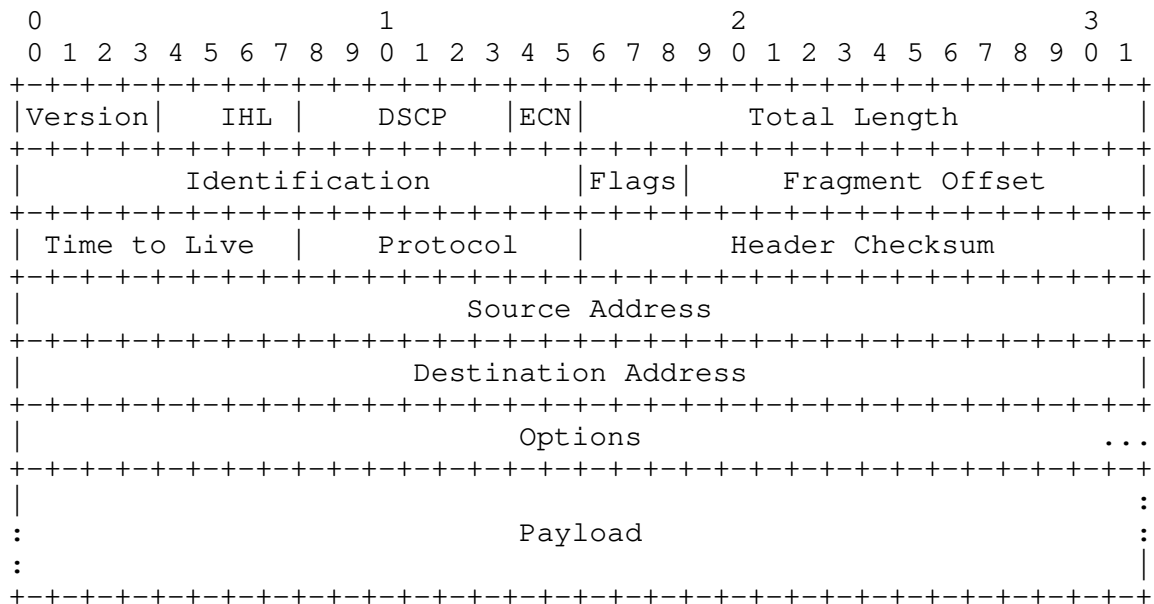 0                   1                   2                   3
 0 1 2 3 4 5 6 7 8 9 0 1 2 3 4 5 6 7 8 9 0 1 2 3 4 5 6 7 8 9 0 1
+-+-+-+-+-+-+-+-+-+-+-+-+-+-+-+-+-+-+-+-+-+-+-+-+-+-+-+-+-+-+-+-+
|Version|   IHL |    DSCP   |ECN|         Total Length          |
+-+-+-+-+-+-+-+-+-+-+-+-+-+-+-+-+-+-+-+-+-+-+-+-+-+-+-+-+-+-+-+-+
|         Identification        |Flags|     Fragment Offset     |
+-+-+-+-+-+-+-+-+-+-+-+-+-+-+-+-+-+-+-+-+-+-+-+-+-+-+-+-+-+-+-+-+
| Time to Live  |    Protocol   |        Header Checksum        |
+-+-+-+-+-+-+-+-+-+-+-+-+-+-+-+-+-+-+-+-+-+-+-+-+-+-+-+-+-+-+-+-+
|                         Source Address                        |
+-+-+-+-+-+-+-+-+-+-+-+-+-+-+-+-+-+-+-+-+-+-+-+-+-+-+-+-+-+-+-+-+
|                      Destination Address                      |
+-+-+-+-+-+-+-+-+-+-+-+-+-+-+-+-+-+-+-+-+-+-+-+-+-+-+-+-+-+-+-+-+
|                            Options                          ...
+-+-+-+-+-+-+-+-+-+-+-+-+-+-+-+-+-+-+-+-+-+-+-+-+-+-+-+-+-+-+-+-+
|                                                               :
:                            Payload                            :
:                                                               |
+-+-+-+-+-+-+-+-+-+-+-+-+-+-+-+-+-+-+-+-+-+-+-+-+-+-+-+-+-+-+-+-+